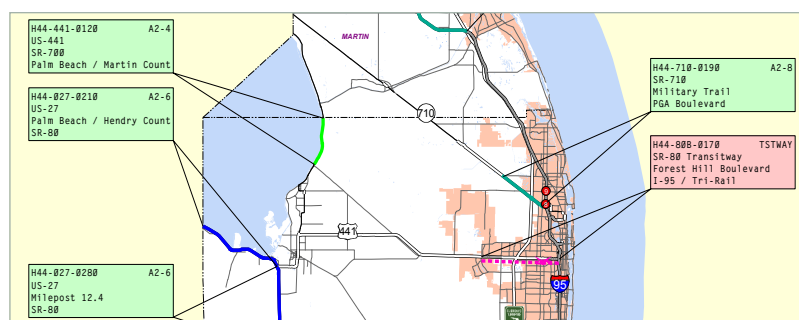 H44-441-0120 A2-4
US-441
SR-700
Palm Beach / Martin Count
H44-027-0210 A2-6
US-27
Palm Beach / Hendry Count
SR-80
H44-027-0280 A2-6
US-27
Milepost 12.4
SR-80
MARTIN
710
441
95
H44-710-0190 A2-8
SR-710
Military Trail
PGA Boulevard
H44-80B-0170 TSTWAY
SR-80 Transitway
Forest Hill Boulevard
I-95 / Tri-Rail